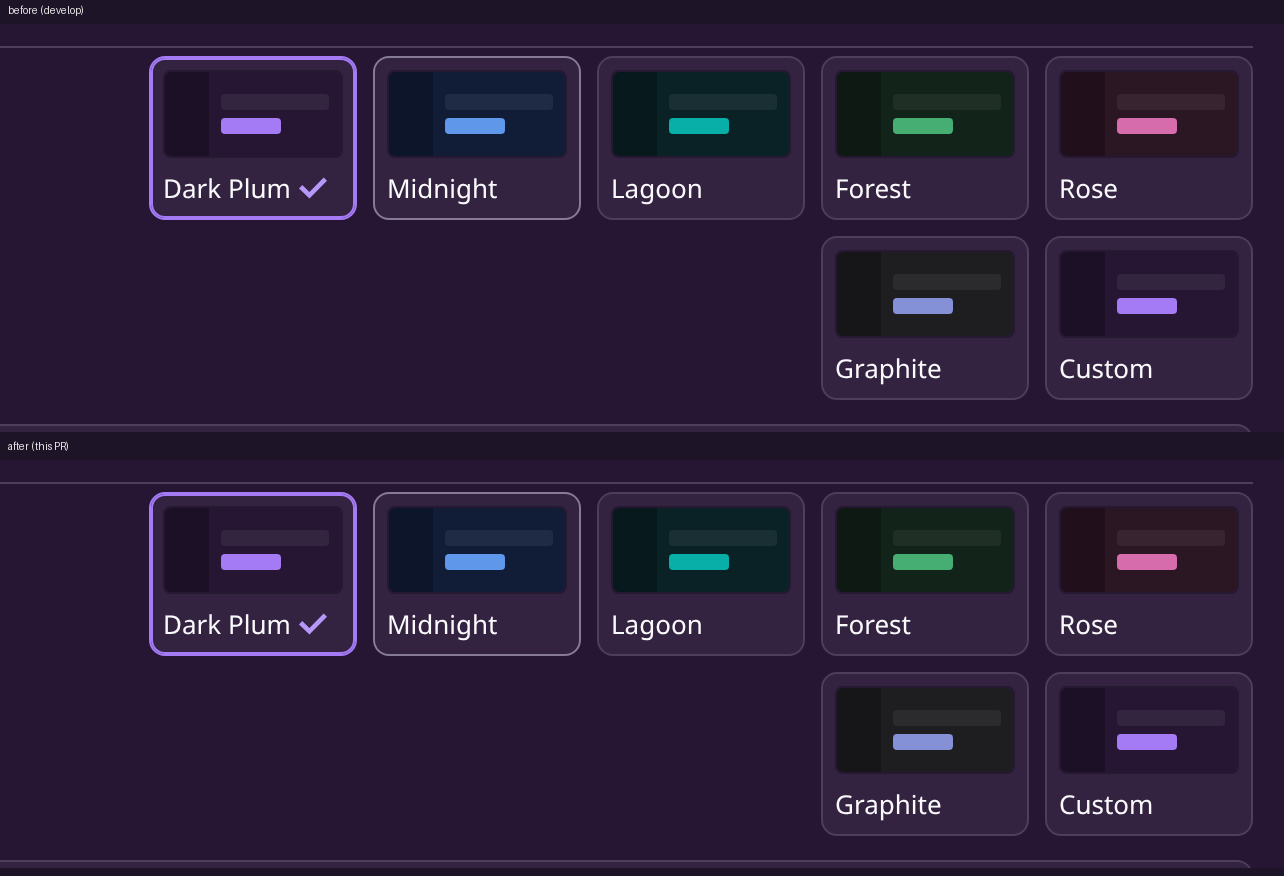 before (develop)
Dark Plum
Midnight
Lagoon
Forest
Rose
Graphite
Custom
after (this PR)
Dark Plum
Midnight
Lagoon
Forest
Rose
Graphite
Custom